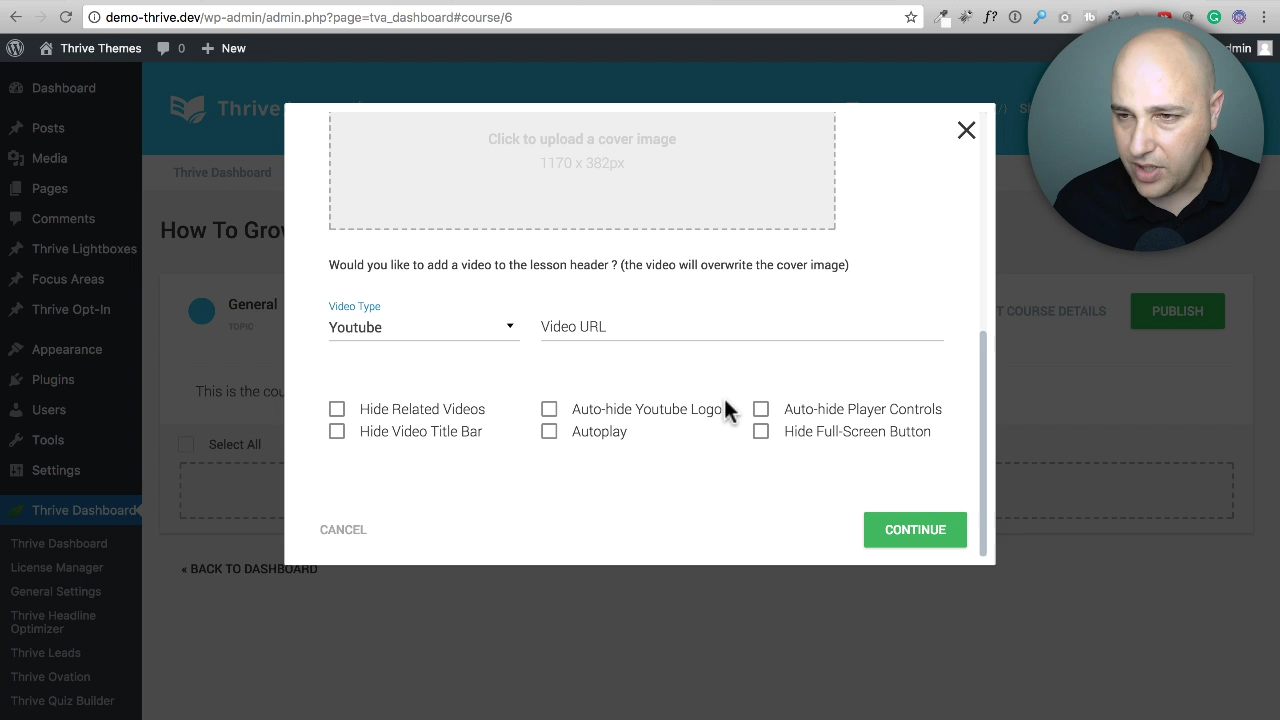 demo-thrive.dev/wp-admin/admin.php?page=tva_dashboard#course/6
Thrive Themes
0
New
dmin
Dashboard
Posts
Media
Pages
Comments
Thrive Lightboxes
Focus Areas
Thrive Opt-In
Appearance
Plugins
Users
Tools
Settings
Thrive Dashboard
Thrive Dashboard
License Manager
General Settings
Thrive Headline
Optimizer
Thrive Leads
Thrive Ovation
Thrive Quiz Builder
Thrive
Thrive Dashboard
How To Grow
General
TOPIC
T COURSE DETAILS
PUBLISH
This is the cou
Select All
« BACK TO DASHBOARD
Click to upload a cover image
1170 x 382px
Would you like to add a video to the lesson header ? (the video will overwrite the cover image)
Video Type
Youtube
Video URL
Hide Related Videos
Auto-hide Youtube Logo
Auto-hide Player Controls
Hide Video Title Bar
Autoplay
Hide Full-Screen Button
CANCEL
CONTINUE